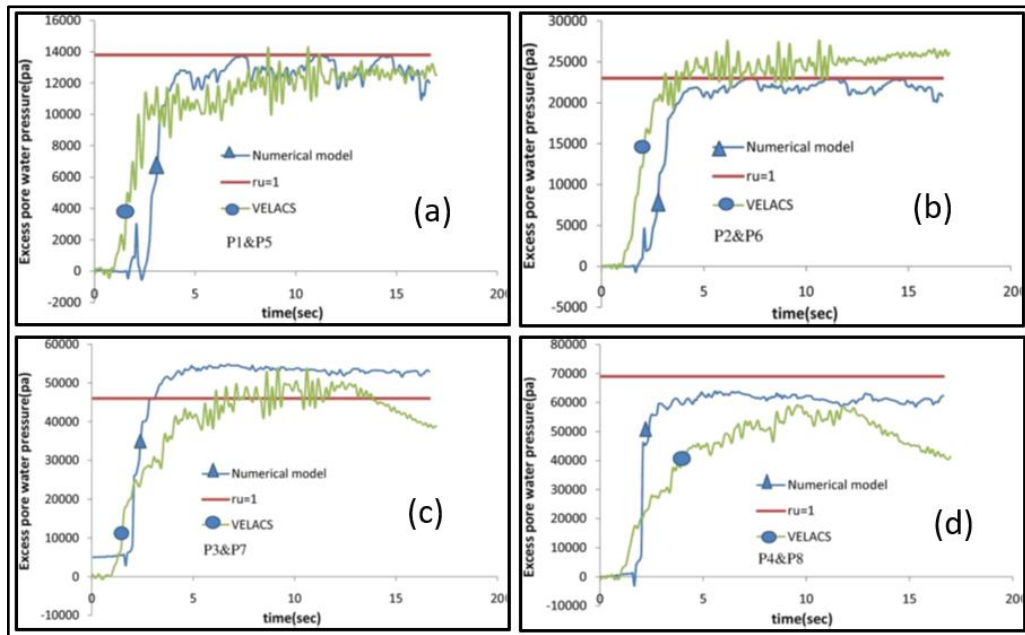 Excess pore water pressure(pa)
16000
14000
12000
10000
8000
6000
4000
2000
0
-2000
0
5
10
15
200
time(sec)
Numerical model
ru=1
VELACS
P1&P5
(a)
Excess pore water pressure(pa)
30000
25000
20000
15000
10000
5000
0
-5000
0
5
10
15
20
time(sec)
Numerical model
ru=1
VELACS
P2&P6
(b)
Excess pore water pressure(pa)
60000
50000
40000
30000
20000
10000
0
-10000
0
5
10
15
20
time(sec)
Numerical model
ru=1
VELACS
P3&P7
(c)
Excess pore water pressure(pa)
80000
70000
60000
50000
40000
30000
20000
10000
0
-10000
0
5
10
15
20
time(sec)
Numerical model
ru=1
VELACS
P4&P8
(d)